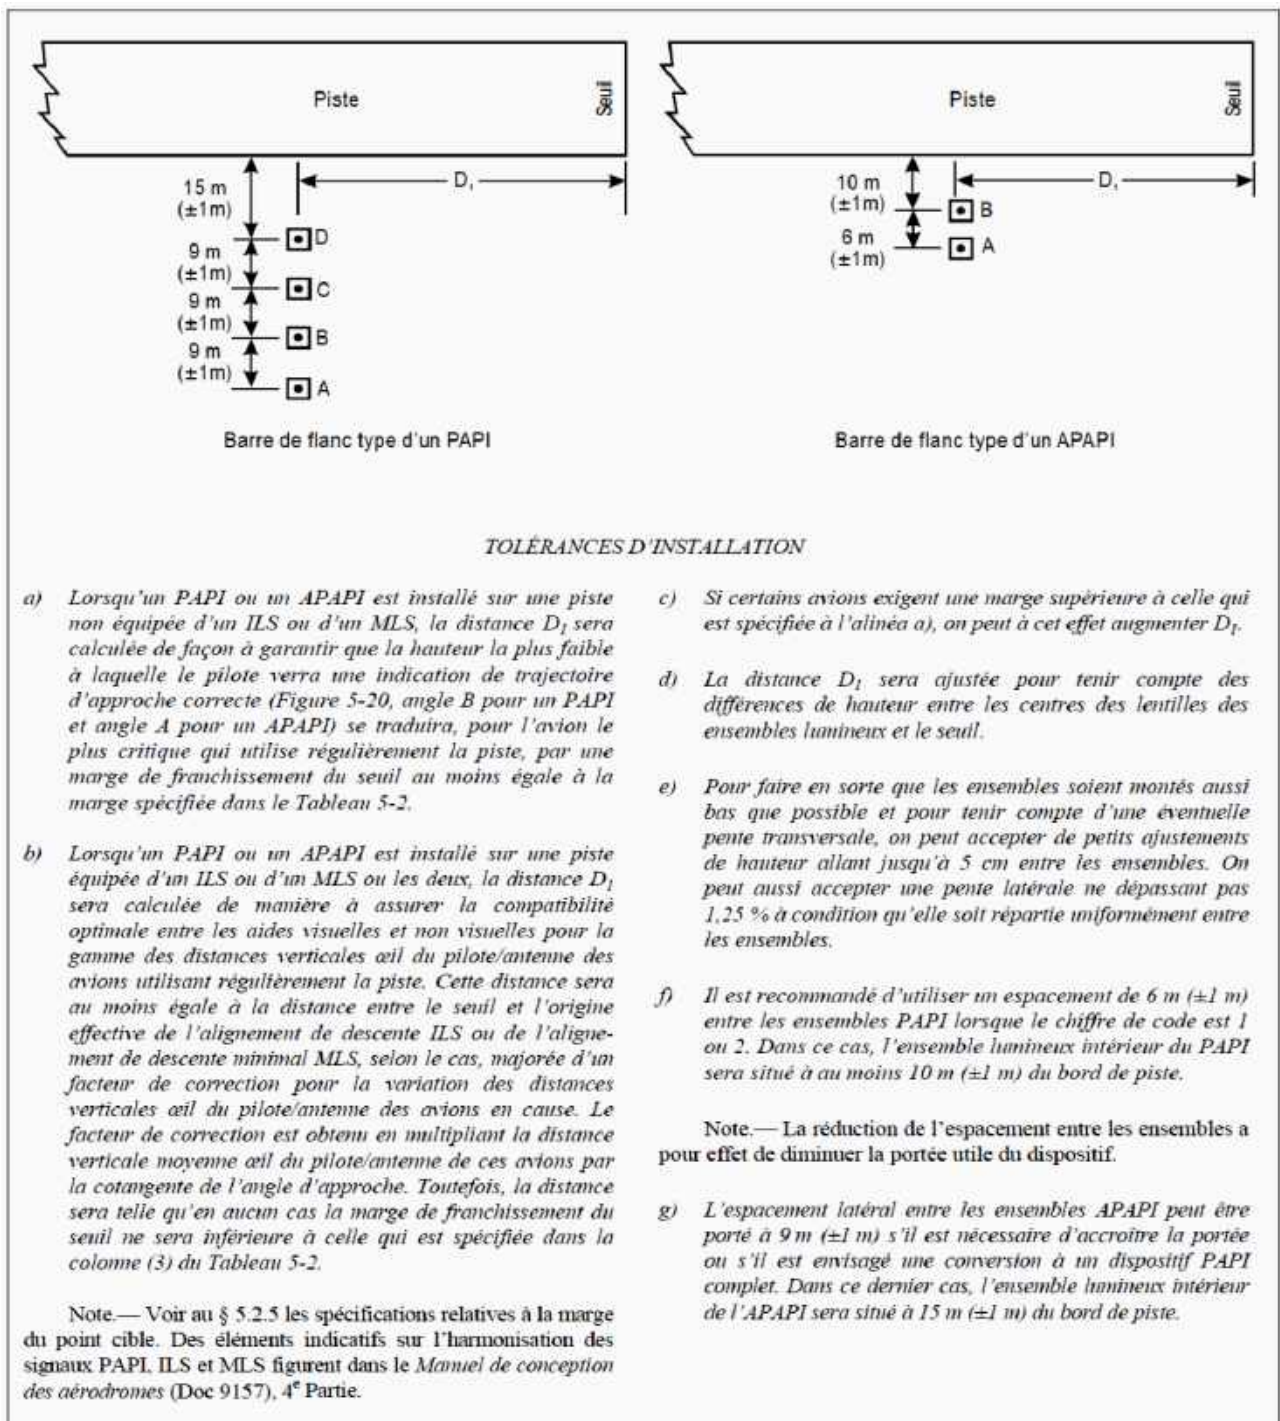 Piste
Seuil
15 m
(±1m)
D₁
D
9 m
(±1m)
C
9 m
(±1m)
B
9 m
(±1m)
A
Barre de flanc type d'un PAPI
Piste
Seuil
10 m
(±1m)
D₁
B
6 m
(±1m)
A
Barre de flanc type d'un APAPI
TOLÉRANCES D'INSTALLATION
a) Lorsqu'un PAPI ou un APAPI est installé sur une piste
non équipée d'un ILS ou d'un MLS, la distance D₁ sera
calculée de façon à garantir que la hauteur la plus faible
à laquelle le pilote verra une indication de trajectoire
d'approche correcte (Figure 5-20, angle B pour un PAPI
et angle A pour un APAPI) se traduira, pour l'avion le
plus critique qui utilise régulièrement la piste, par une
marge de franchissement du seuil au moins égale à la
marge spécifiée dans le Tableau 5-2.
b) Lorsqu'un PAPI ou un APAPI est installé sur une piste
équipée d'un ILS ou d'un MLS ou les deux, la distance D₁
sera calculée de manière à assurer la compatibilité
optimale entre les aides visuelles et non visuelles pour la
gamme des distances verticales œil du pilote/antenne des
avions utilisant régulièrement la piste. Cette distance sera
au moins égale à la distance entre le seuil et l'origine
effective de l'alignement de descente ILS ou de l'aligne-
ment de descente minimal MLS, selon le cas, majorée d'un
facteur de correction pour la variation des distances
verticales œil du pilote/antenne des avions en cause. Le
facteur de correction est obtenu en multipliant la distance
verticale moyenne œil du pilote/antenne de ces avions par
la cotangente de l'angle d'approche. Toutefois, la distance
sera telle qu'en aucun cas la marge de franchissement du
seuil ne sera inférieure à celle qui est spécifiée dans la
colonne (3) du Tableau 5-2.
Note.— Voir au § 5.2.5 les spécifications relatives à la marge
du point cible. Des éléments indicatifs sur l'harmonisation des
signaux PAPI, ILS et MLS figurent dans le Manuel de conception
des aérodromes (Doc 9157), 4e Partie.
c) Si certains avions exigent une marge supérieure à celle qui
est spécifiée à l'alinéa a), on peut à cet effet augmenter D₁.
d) La distance D₁ sera ajustée pour tenir compte des
différences de hauteur entre les centres des lentilles des
ensembles lumineux et le seuil.
e) Pour faire en sorte que les ensembles soient montés aussi
bas que possible et pour tenir compte d'une éventuelle
pente transversale, on peut accepter de petits ajustements
de hauteur allant jusqu'à 5 cm entre les ensembles. On
peut aussi accepter une pente latérale ne dépassant pas
1,25 % à condition qu'elle soit répartie uniformément entre
les ensembles.
f) Il est recommandé d'utiliser un espacement de 6 m (±1 m)
entre les ensembles PAPI lorsque le chiffre de code est 1
ou 2. Dans ce cas, l'ensemble lumineux intérieur du PAPI
sera situé à au moins 10 m (±1 m) du bord de piste.
Note.— La réduction de l'espacement entre les ensembles a
pour effet de diminuer la portée utile du dispositif.
g) L'espacement latéral entre les ensembles APAPI peut être
porté à 9 m (±1 m) s'il est nécessaire d'accroître la portée
ou s'il est envisagé une conversion à un dispositif PAPI
complet. Dans ce dernier cas, l'ensemble lumineux intérieur
de l'APAPI sera situé à 15 m (±1 m) du bord de piste.